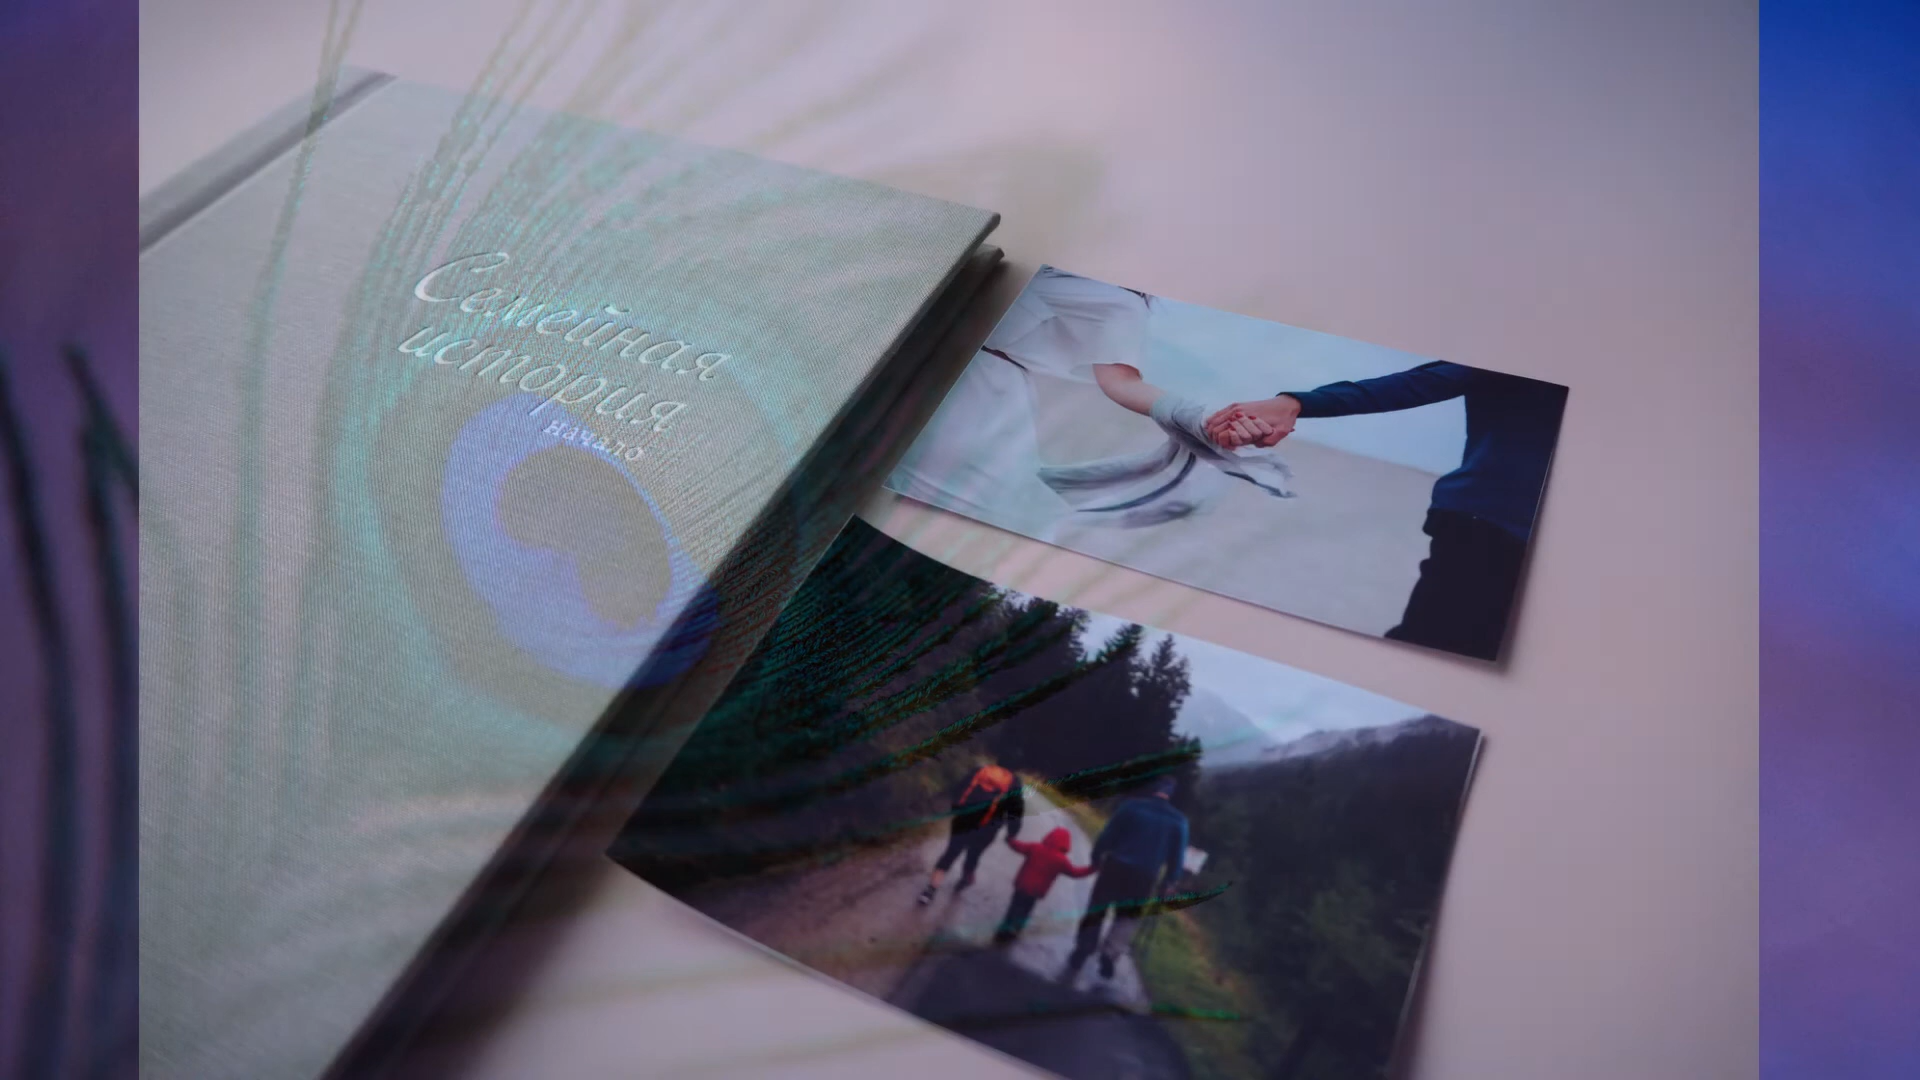 Семейная
история
начало